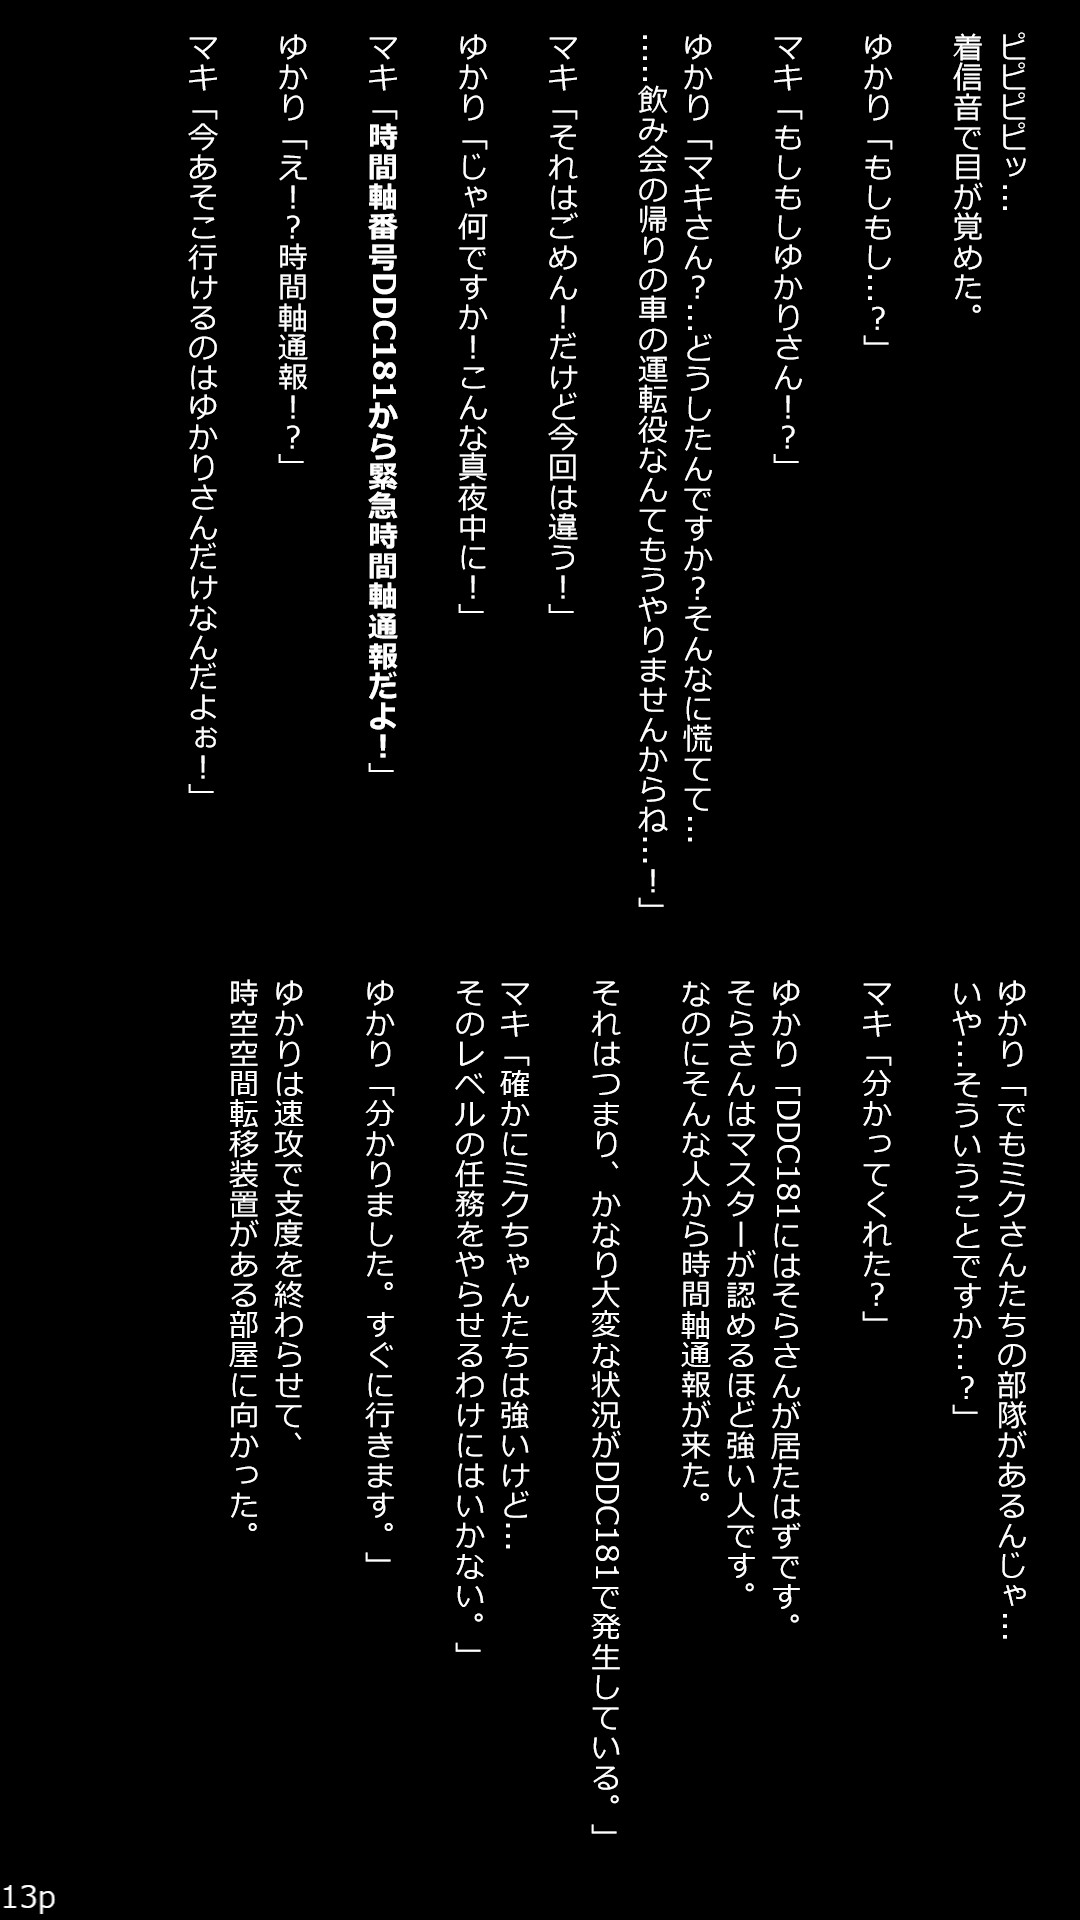 ピピピピッ…
着信音で目が覚めた。
ゆかり「もしもし…?」
マキ「もしもしゆかりさん!?」
ゆかり「マキさん?…どうしたんですか?そんなに慌てて…
……飲み会の帰りの車の運転役なんてもうやりませんからね…!」
マキ「それはごめん!だけど今回は違う!」
ゆかり「じゃ何ですか!こんな真夜中に!」
マキ「時間軸番号DDC181から緊急時間軸通報だよ!」
ゆかり「え!?時間軸通報!?」
マキ「今あそこ行けるのはゆかりさんだけなんだよぉ!」
ゆかり「でもミクさんたちの部隊があるんじゃ…
いや…そういうことですか…?」
マキ「分かってくれた?」
ゆかり「DDC181にはそらさんが居たはずです。
そらさんはマスターが認めるほど強い人です。
なのにそんな人から時間軸通報が来た。
それはつまり、かなり大変な状況がDDC181で発生している。」
マキ「確かにミクちゃんたちは強いけど…
そのレベルの任務をやらせるわけにはいかない。」
ゆかり「分かりました。すぐに行きます。」
ゆかりは速攻で支度を終わらせて、
時空空間転移装置がある部屋に向かった。
13p